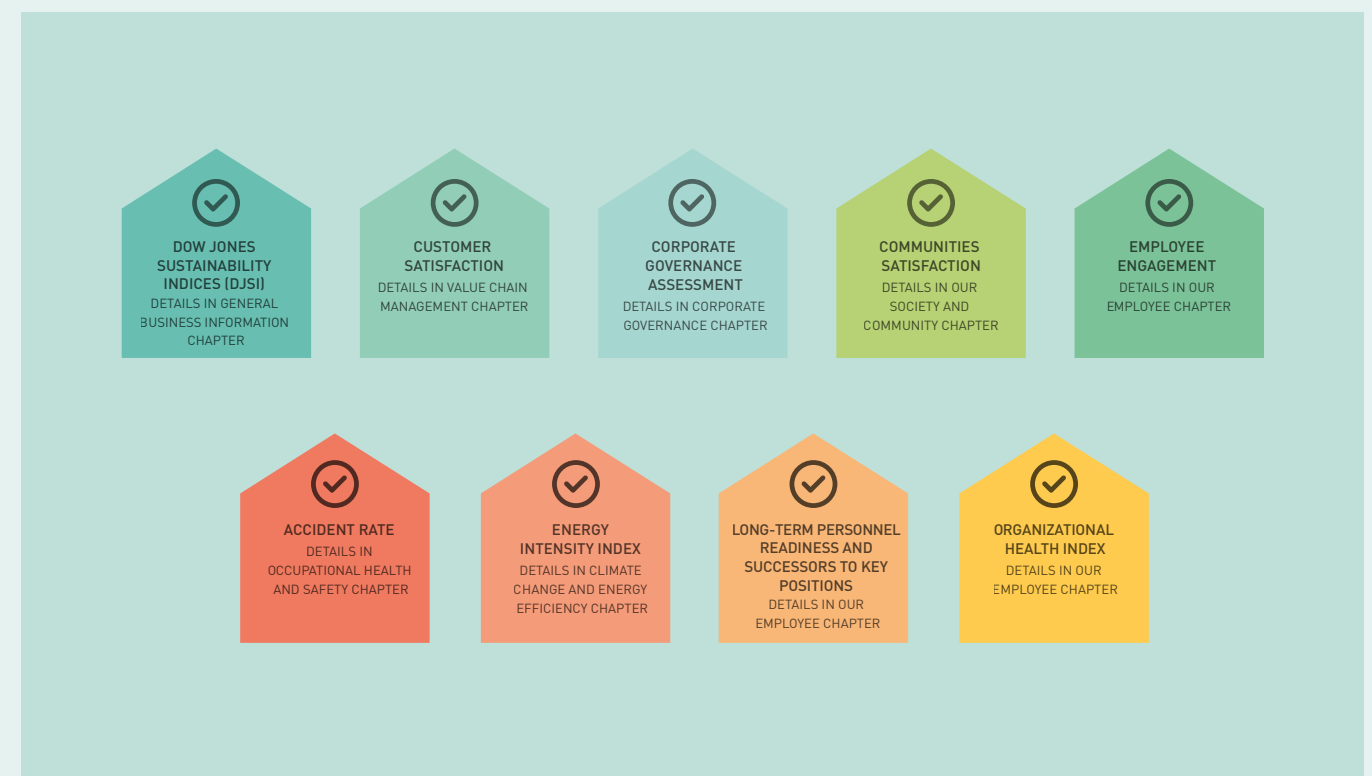 DOW JONES
SUSTAINABILITY
INDICES (DJSI)
DETAILS IN GENERAL
BUSINESS INFORMATION
CHAPTER
CUSTOMER
SATISFACTION
DETAILS IN VALUE CHAIN
MANAGEMENT CHAPTER
CORPORATE
GOVERNANCE
ASSESSMENT
DETAILS IN CORPORATE
GOVERNANCE CHAPTER
COMMUNITIES
SATISFACTION
DETAILS IN OUR
SOCIETY AND
COMMUNITY CHAPTER
EMPLOYEE
ENGAGEMENT
DETAILS IN OUR
EMPLOYEE CHAPTER
ACCIDENT RATE
DETAILS IN
OCCUPATIONAL HEALTH
AND SAFETY CHAPTER
ENERGY
INTENSITY INDEX
DETAILS IN CLIMATE
CHANGE AND ENERGY
EFFICIENCY CHAPTER
LONG-TERM PERSONNEL
READINESS AND
SUCCESSORS TO KEY
POSITIONS
DETAILS IN OUR
EMPLOYEE CHAPTER
ORGANIZATIONAL
HEALTH INDEX
DETAILS IN OUR
EMPLOYEE CHAPTER